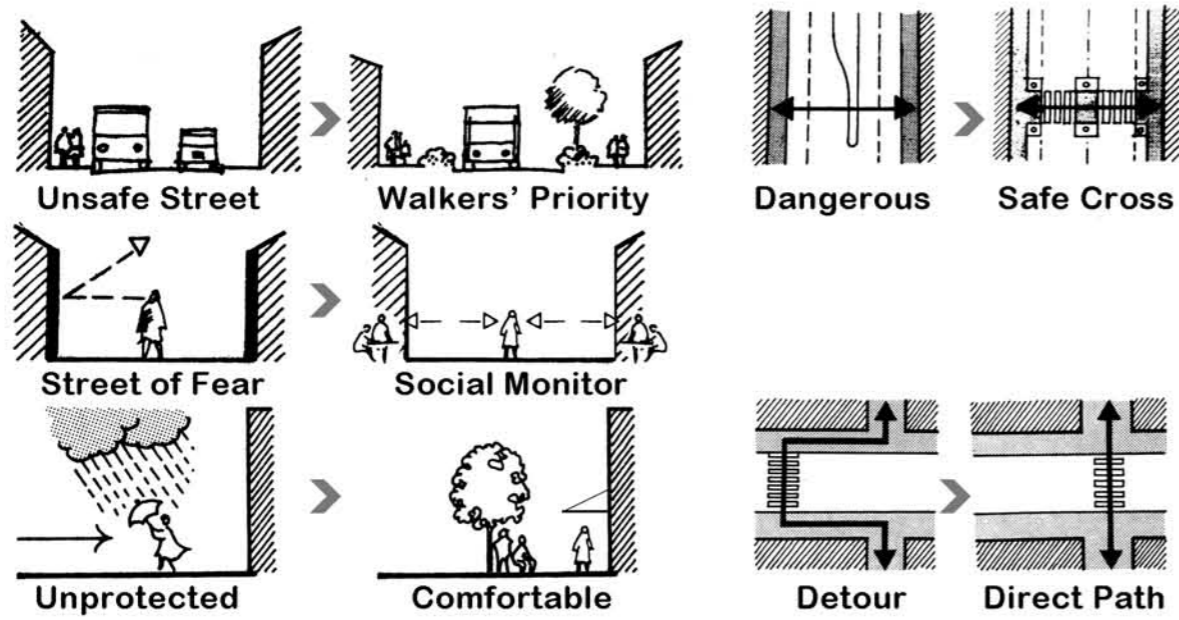 Unsafe Street
Walkers' Priority
Dangerous
Safe Cross
Street of Fear
Social Monitor
Unprotected
Comfortable
Detour
Direct Path